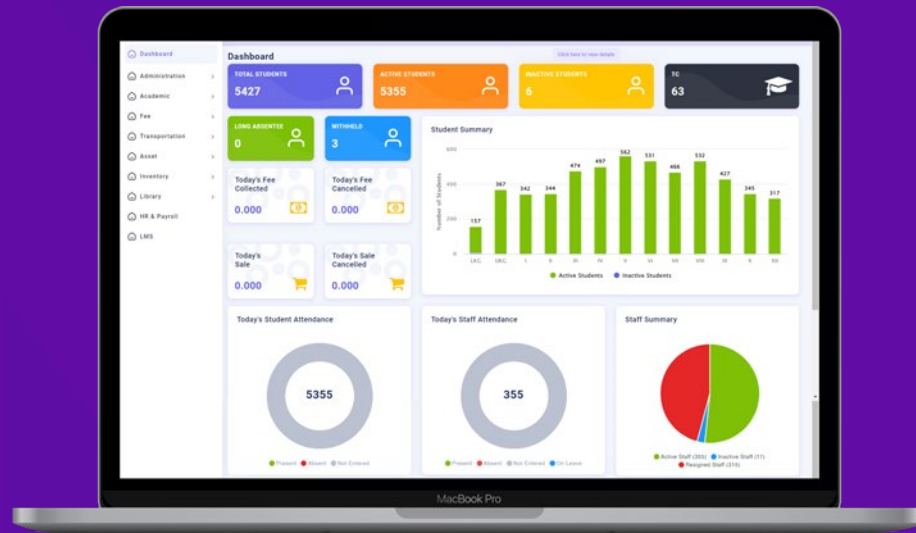 Dashboard
Administration
Academic
Fee
Transportation
Asset
Inventory
Library
HR & Payroll
LMS
Dashboard
Click here to view details
TOTAL STUDENTS
5427
ACTIVE STUDENTS
5355
INACTIVE STUDENTS
6
TC
63
LONG ABSENTEE
0
WITHHELD
3
Today's Fee
Collected
0.000
Today's Fee
Cancelled
0.000
Today's
Sale
0.000
Today's Sale
Cancelled
0.000
Student Summary
Number of Students
600
400
200
0
157
367
342
344
474
497
562
531
466
532
427
345
317
LKG
UKG
I
II
III
IV
V
VI
VII
VIII
IX
X
XII
Active Students Inactive Students
Today's Student Attendance
5355
Present Absent Not Entered
Today's Staff Attendance
355
Present Absent Not Entered On Leave
Staff Summary
Active Staff (355) Inactive Staff (17)
Resigned Staff (316)
MacBook Pro